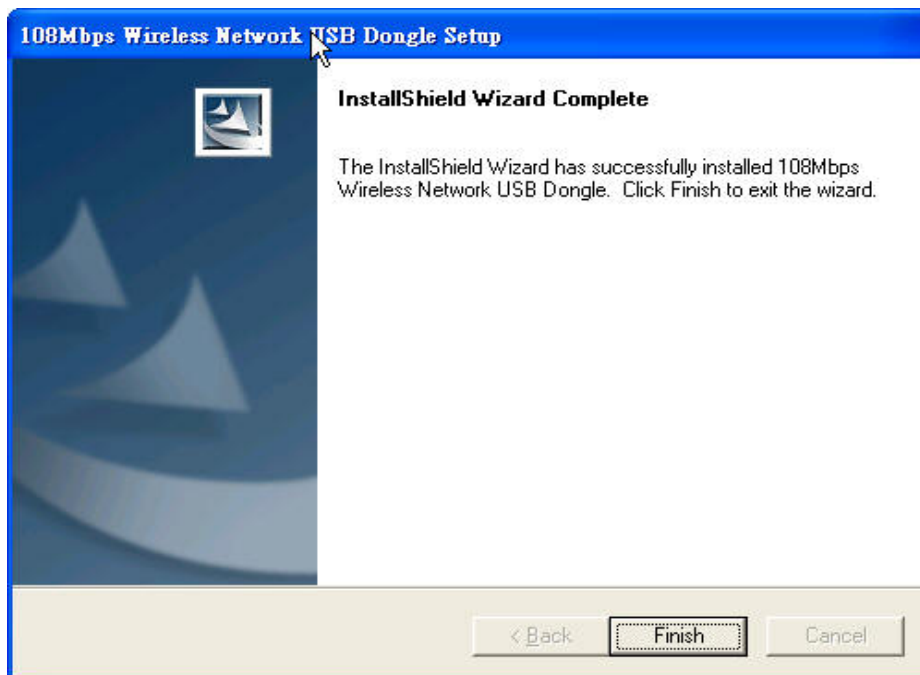 108Mbps Wireless Network USB Dongle Setup
InstallShield Wizard Complete
The InstallShield Wizard has successfully installed 108Mbps
Wireless Network USB Dongle. Click Finish to exit the wizard.
< Back Finish Cancel